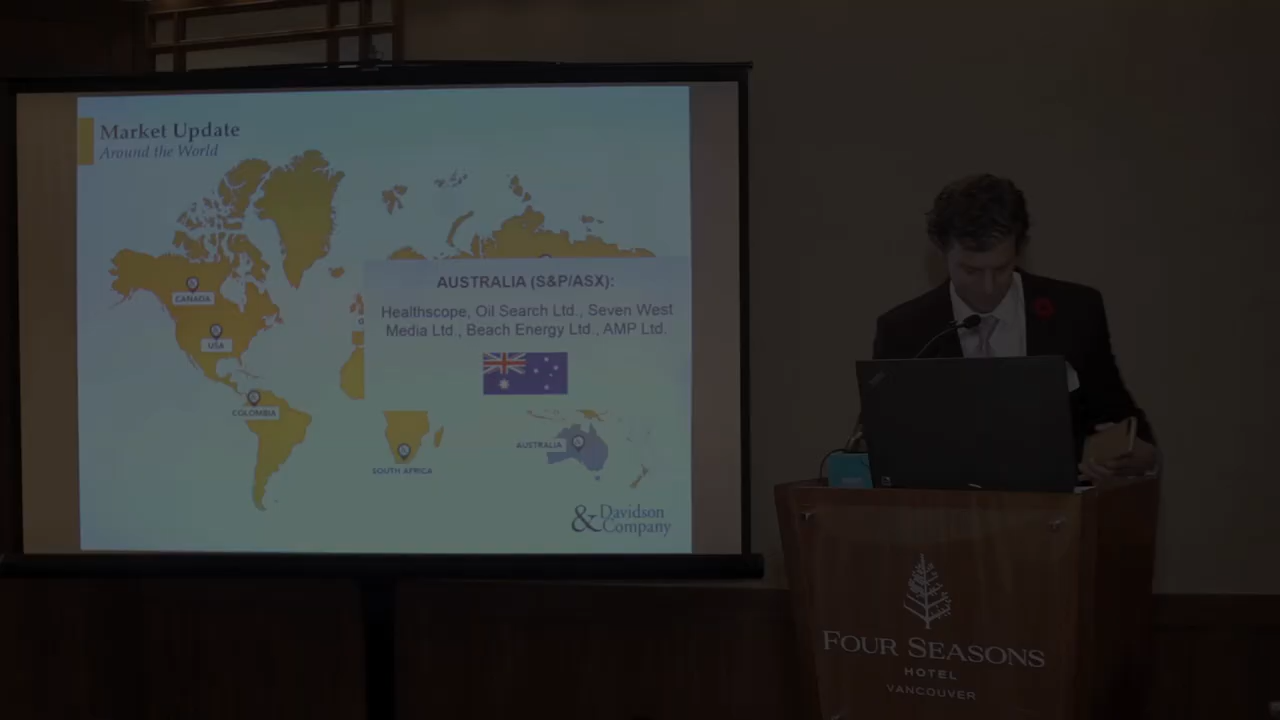 Market Update
Around the World
CANADA
USA
COLOMBIA
AUSTRALIA (S&P/ASX):
Healthscope, Oil Search Ltd., Seven West
Media Ltd., Beach Energy Ltd., AMP Ltd.
SOUTH AFRICA
AUSTRALIA
& Davidson
Company
FOUR SEASONS
HOTEL
VANCOUVER